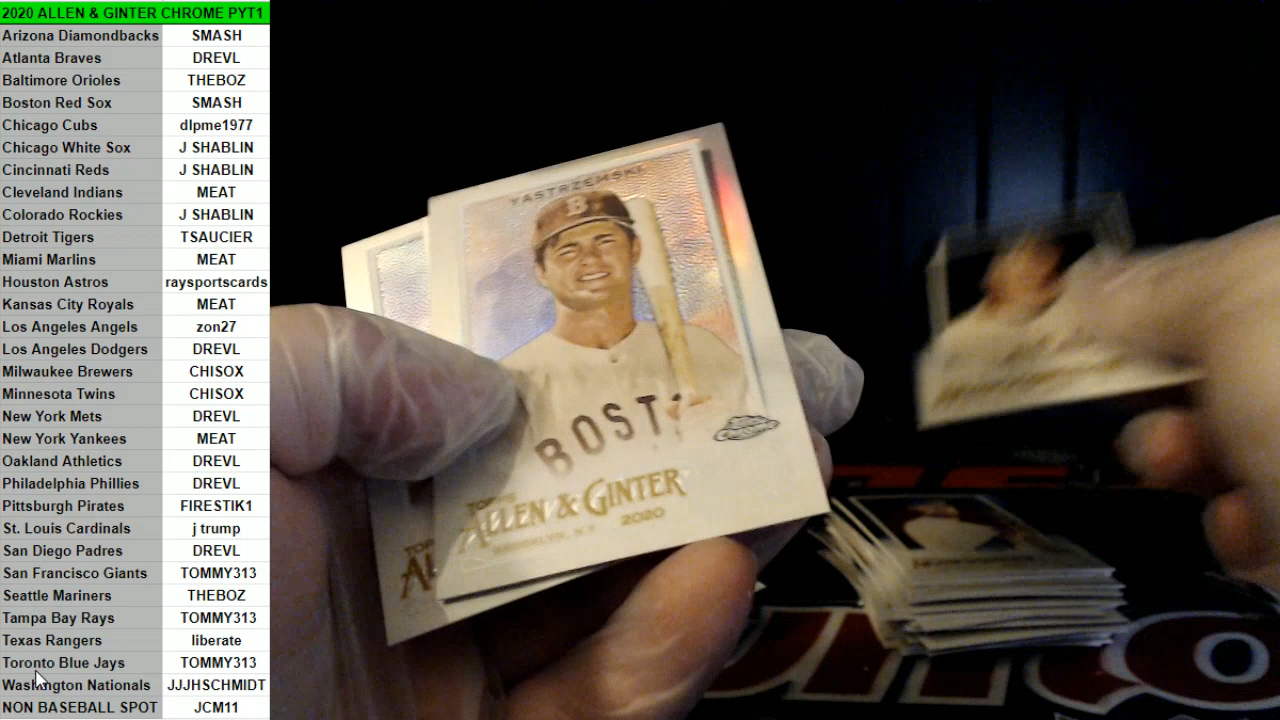 2020 ALLEN & GINTER CHROME PYT1
Arizona Diamondbacks SMASH
Atlanta Braves DREVL
Baltimore Orioles THEBOZ
Boston Red Sox SMASH
Chicago Cubs dlpme1977
Chicago White Sox J SHABLIN
Cincinnati Reds J SHABLIN
Cleveland Indians MEAT
Colorado Rockies J SHABLIN
Detroit Tigers TSAUCIER
Miami Marlins MEAT
Houston Astros raysportscards
Kansas City Royals MEAT
Los Angeles Angels zon27
Los Angeles Dodgers DREVL
Milwaukee Brewers CHISOX
Minnesota Twins CHISOX
New York Mets DREVL
New York Yankees MEAT
Oakland Athletics DREVL
Philadelphia Phillies DREVL
Pittsburgh Pirates FIRESTIK1
St. Louis Cardinals j trump
San Diego Padres DREVL
San Francisco Giants TOMMY313
Seattle Mariners THEBOZ
Tampa Bay Rays TOMMY313
Texas Rangers liberate
Toronto Blue Jays TOMMY313
Washington Nationals JJJHSCHMIDT
NON BASEBALL SPOT JCM11
YASTRZEMSKI
B
BOST
TOPPS
ALLEN & GINTER
BROOKLYN, N.Y. 2020
TOP
AL